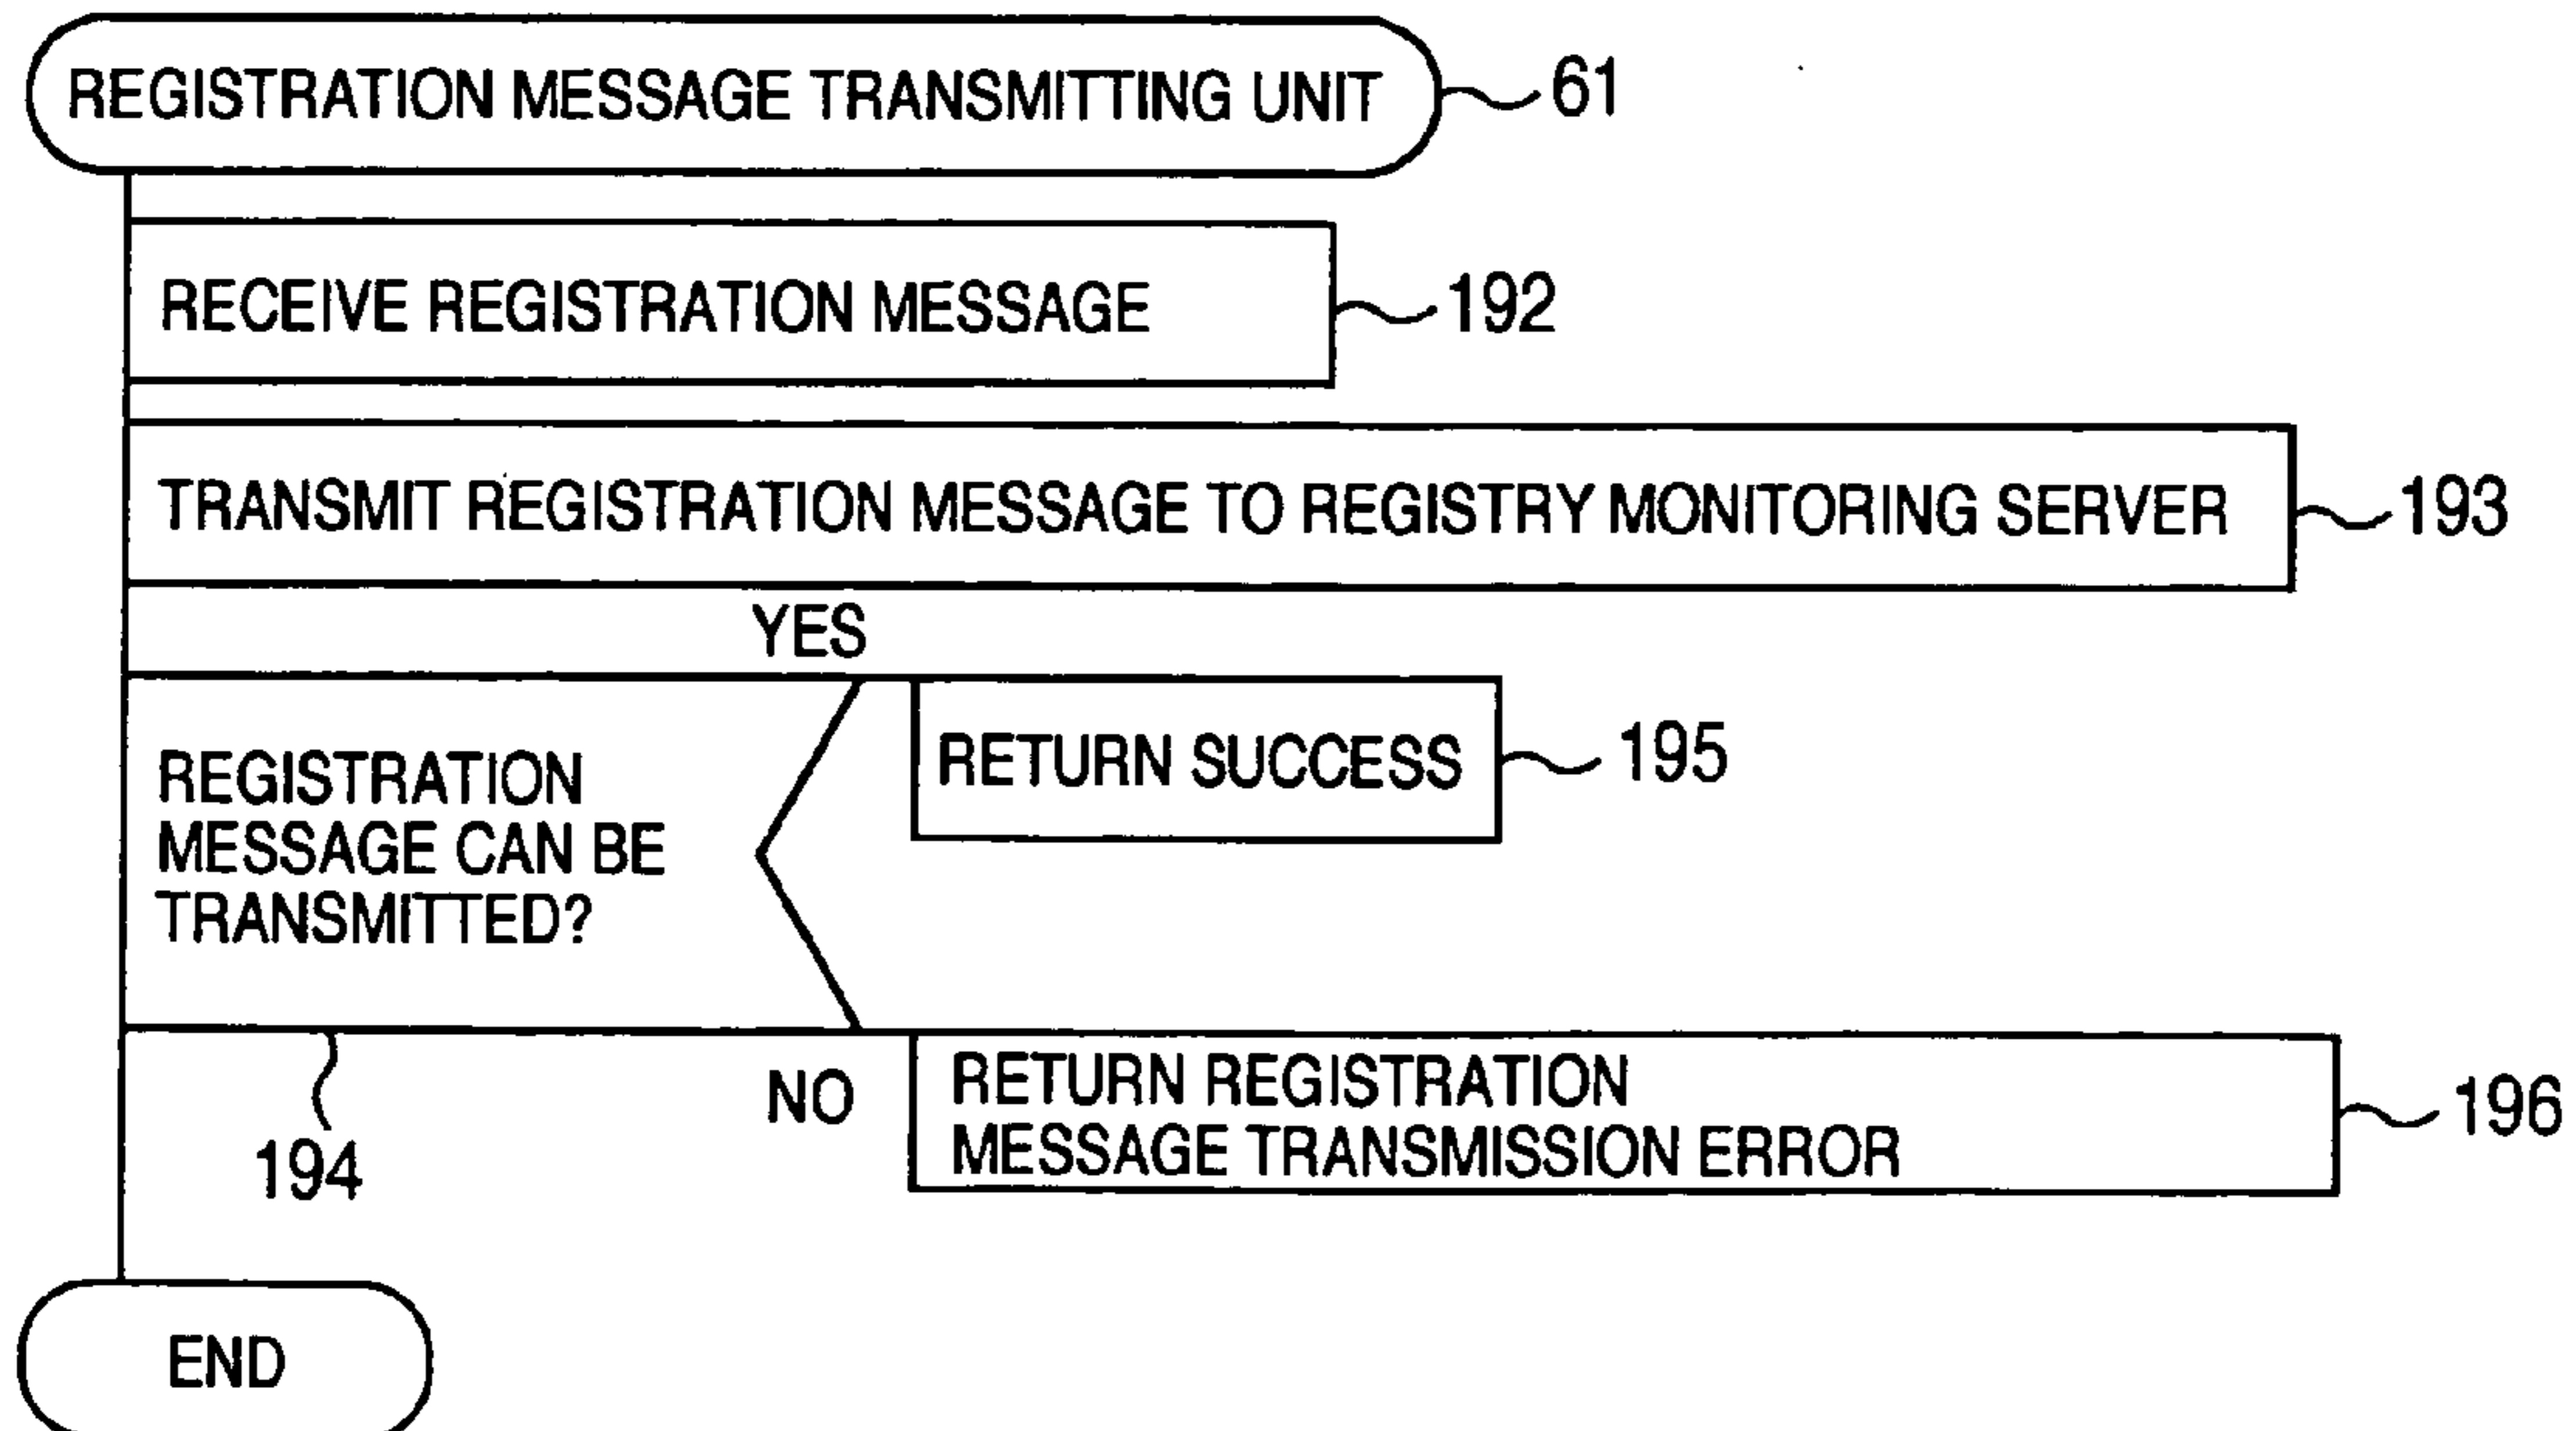 REGISTRATION MESSAGE TRANSMITTING UNIT
61
RECEIVE REGISTRATION MESSAGE
192
TRANSMIT REGISTRATION MESSAGE TO REGISTRY MONITORING SERVER
193
YES
REGISTRATION
MESSAGE CAN BE
TRANSMITTED?
RETURN SUCCESS
195
194
NO
RETURN REGISTRATION
MESSAGE TRANSMISSION ERROR
196
END